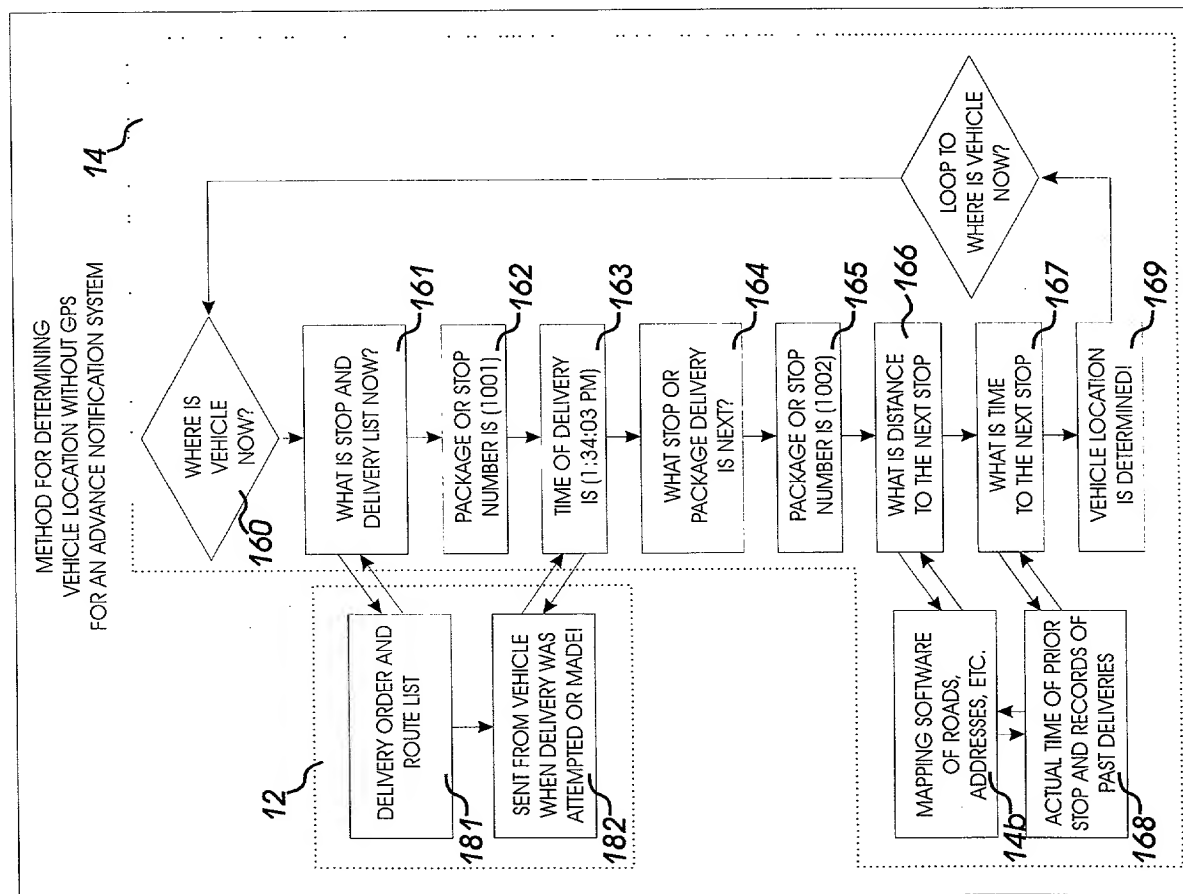 METHOD FOR DETERMINING
VEHICLE LOCATION WITHOUT GPS
FOR AN ADVANCE NOTIFICATION SYSTEM
14
WHERE IS
VEHICLE
NOW?
160
WHAT IS STOP AND
DELIVERY LIST NOW?
161
PACKAGE OR STOP
NUMBER IS (1001)
162
TIME OF DELIVERY
IS (1:34:03 PM)
163
WHAT STOP OR
PACKAGE DELIVERY
IS NEXT?
164
PACKAGE OR STOP
NUMBER IS (1002)
165
WHAT IS DISTANCE
TO THE NEXT STOP
166
WHAT IS TIME
TO THE NEXT STOP
167
VEHICLE LOCATION
IS DETERMINED!
169
LOOP TO
WHERE IS VEHICLE
NOW?
12
DELIVERY ORDER AND
ROUTE LIST
181
SENT FROM VEHICLE
WHEN DELIVERY WAS
ATTEMPTED OR MADE!
182
MAPPING SOFTWARE
OF ROADS,
ADDRESSES, ETC.
14b
ACTUAL TIME OF PRIOR
STOP AND RECORDS OF
PAST DELIVERIES
168